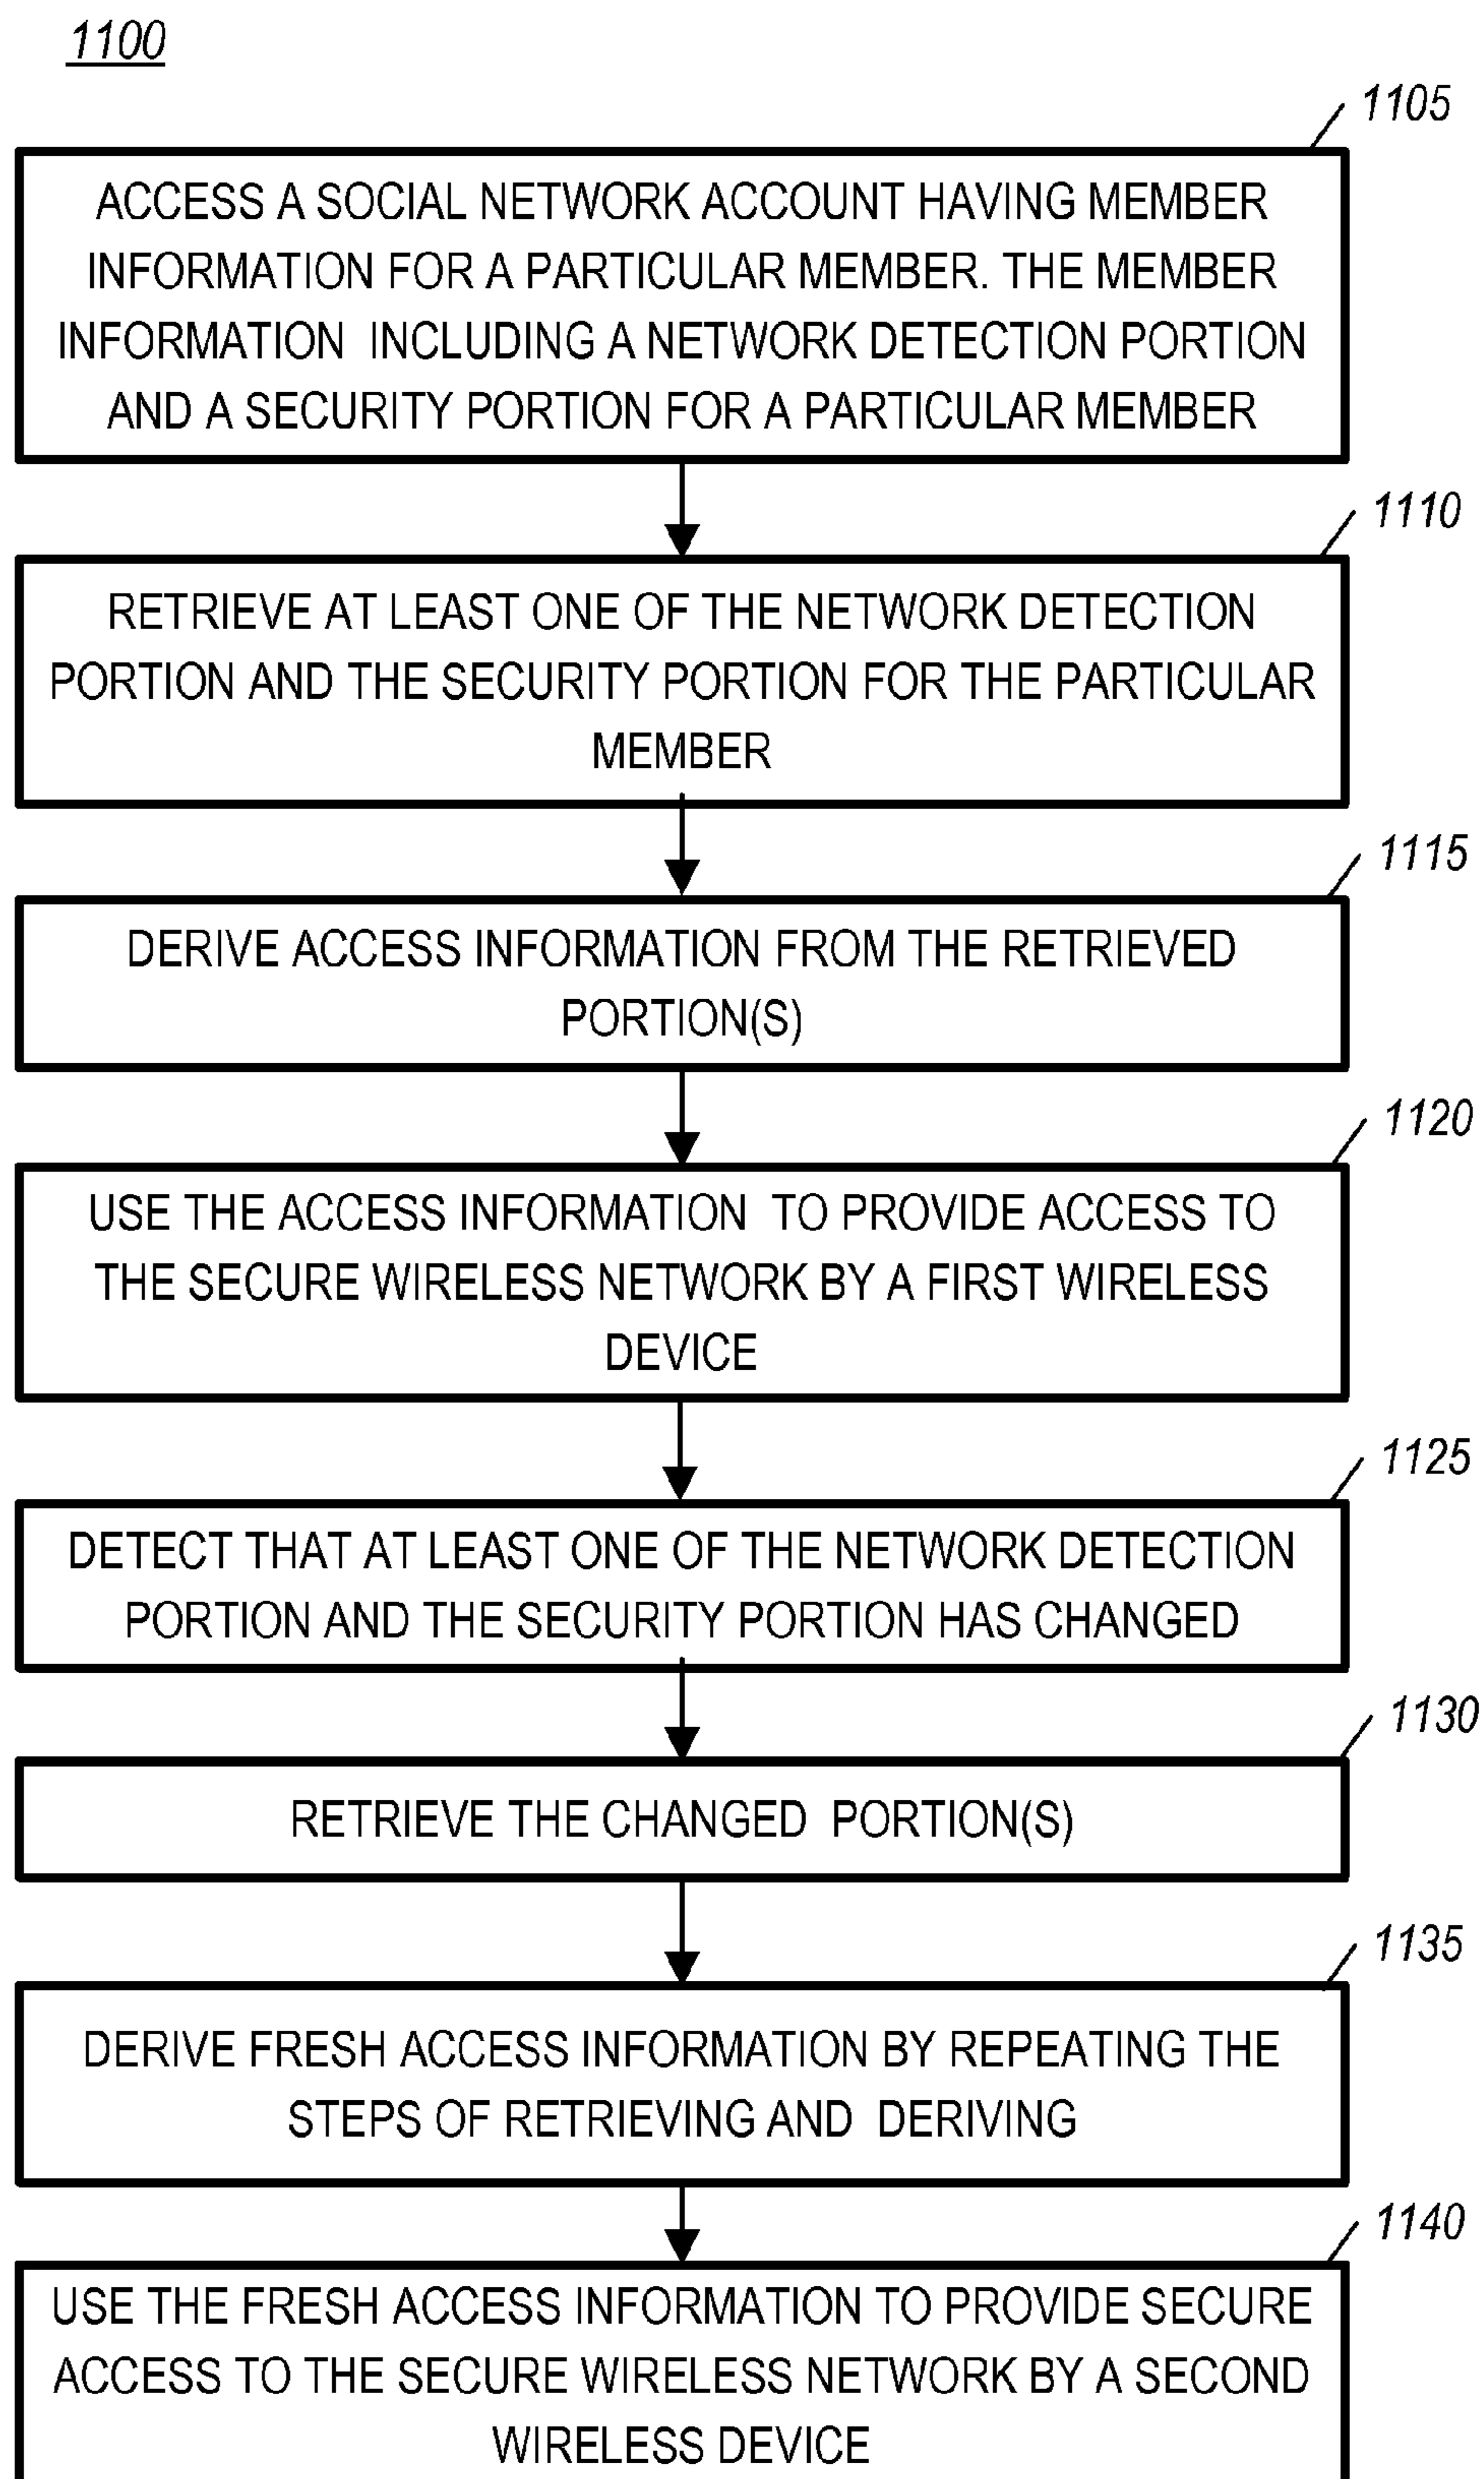 1100
1105
ACCESS A SOCIAL NETWORK ACCOUNT HAVING MEMBER
INFORMATION FOR A PARTICULAR MEMBER. THE MEMBER
INFORMATION INCLUDING A NETWORK DETECTION PORTION
AND A SECURITY PORTION FOR A PARTICULAR MEMBER
1110
RETRIEVE AT LEAST ONE OF THE NETWORK DETECTION
PORTION AND THE SECURITY PORTION FOR THE PARTICULAR
MEMBER
1115
DERIVE ACCESS INFORMATION FROM THE RETRIEVED
PORTION(S)
1120
USE THE ACCESS INFORMATION TO PROVIDE ACCESS TO
THE SECURE WIRELESS NETWORK BY A FIRST WIRELESS
DEVICE
1125
DETECT THAT AT LEAST ONE OF THE NETWORK DETECTION
PORTION AND THE SECURITY PORTION HAS CHANGED
1130
RETRIEVE THE CHANGED PORTION(S)
1135
DERIVE FRESH ACCESS INFORMATION BY REPEATING THE
STEPS OF RETRIEVING AND DERIVING
1140
USE THE FRESH ACCESS INFORMATION TO PROVIDE SECURE
ACCESS TO THE SECURE WIRELESS NETWORK BY A SECOND
WIRELESS DEVICE